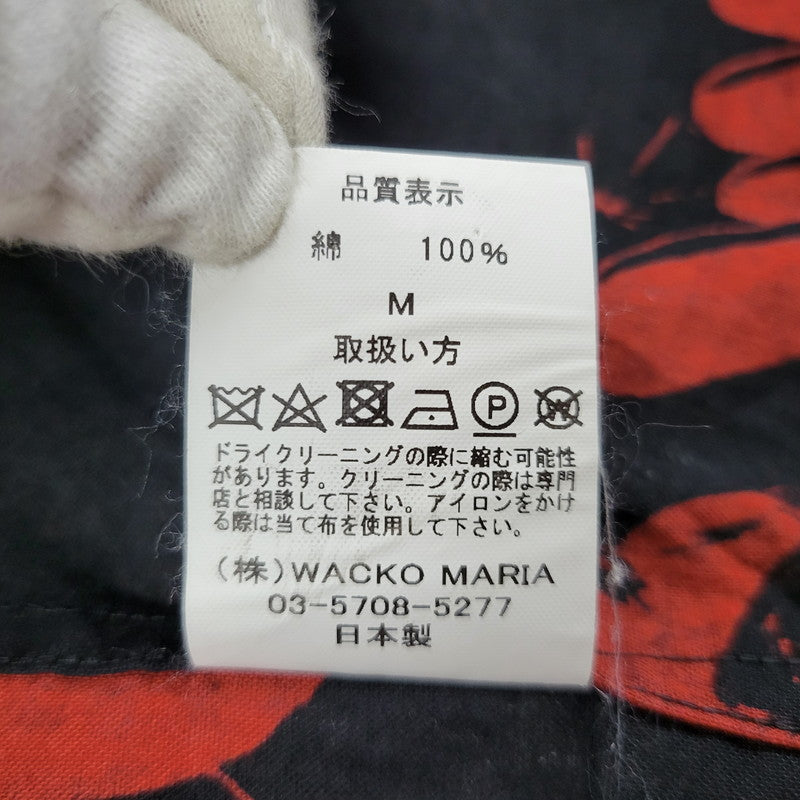 品質表示
綿 100%
M
取扱い方
P W
ドライクリーニングの際に縮む可能性
があります。クリーニングの際は専門
店と相談して下さい。アイロンをかけ
る際は当て布を使用して下さい。
(株)WACKO MARIA
03-5708-5277
日本製